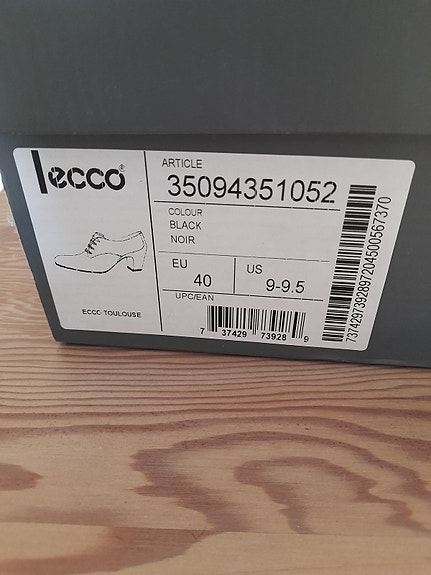 ecco®
ECCC TOULOUSE
ARTICLE
35094351052
COLOUR
BLACK
NOIR
EU
40
US
9-9.5
UPC/EAN
7 37429 73928 9
7374297392897204500567370